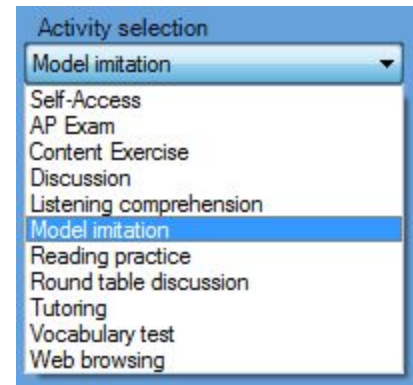 Activity selection
Model imitation
Self-Access
AP Exam
Content Exercise
Discussion
Listening comprehension
Model imitation
Reading practice
Round table discussion
Tutoring
Vocabulary test
Web browsing